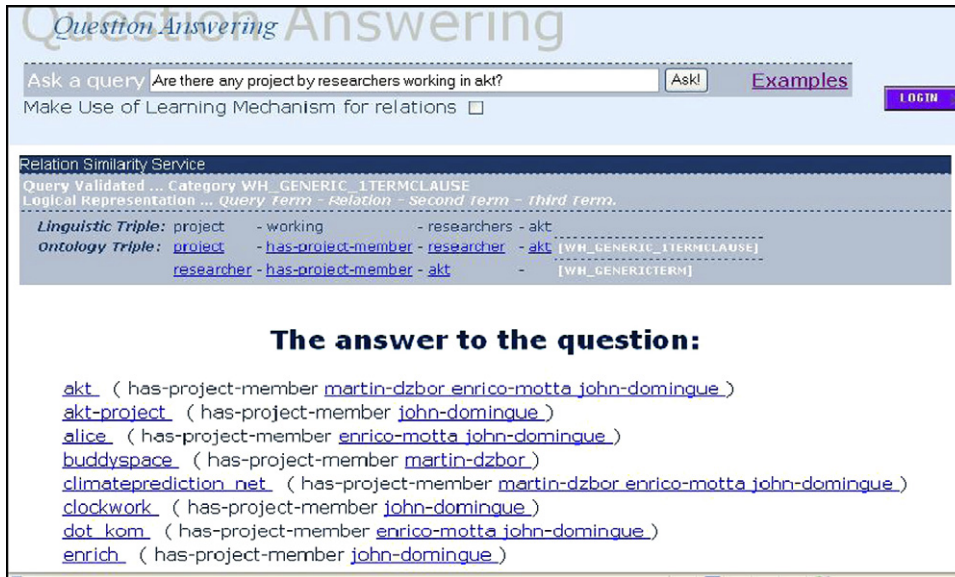 Question Answering
Question Answering
Ask a query Are there any project by researchers working in akt? Ask! Examples
Make Use of Learning Mechanism for relations
LOGIN
Relation Similarity Service
Query Validated ... Category WH_GENERIC_1TERMCLAUSE
Logical Representation ... Query Term - Relation - Second Term - Third Term.
Linguistic Triple: project - working - researchers - akt
Ontology Triple: project - has-project-member - researcher - akt [WH_GENERIC_1TERMCLAUSE]
researcher - has-project-member - akt - [WH_GENERICTERM]
The answer to the question:
akt ( has-project-member martin-dzbor enrico-motta john-domingue )
akt-project ( has-project-member john-domingue )
alice ( has-project-member enrico-motta john-domingue )
buddyspace ( has-project-member martin-dzbor )
climateprediction net ( has-project-member martin-dzbor enrico-motta john-domingue )
clockwork ( has-project-member john-domingue )
dot kom ( has-project-member enrico-motta john-domingue )
enrich ( has-project-member john-domingue )